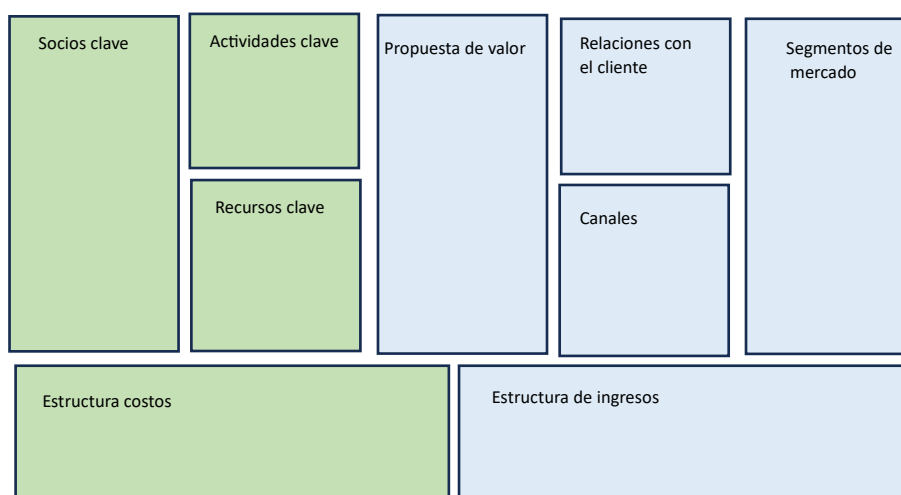 Socios clave
Actividades clave
Recursos clave
Propuesta de valor
Relaciones con
el cliente
Canales
Segmentos de
mercado
Estructura costos
Estructura de ingresos